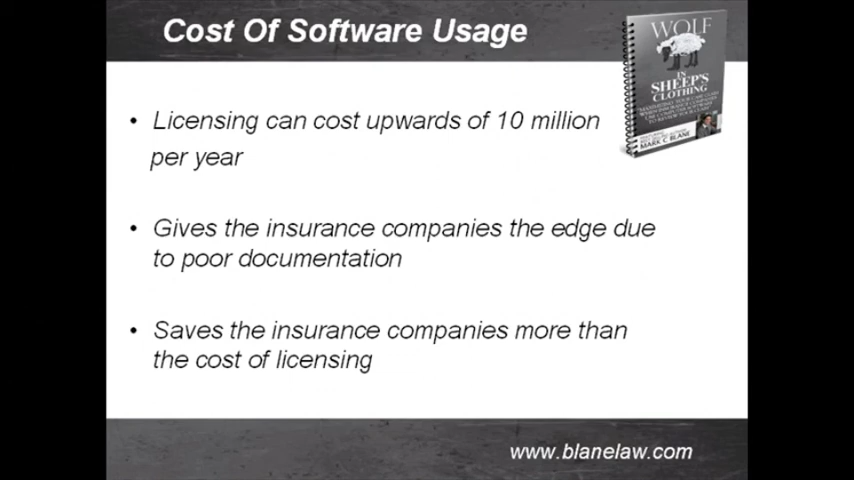 Cost Of Software Usage
WOLF
IN
SHEEP'S
CLOTHING
MARK C BLANE
• Licensing can cost upwards of 10 million
per year
• Gives the insurance companies the edge due
to poor documentation
• Saves the insurance companies more than
the cost of licensing
www.blanelaw.com